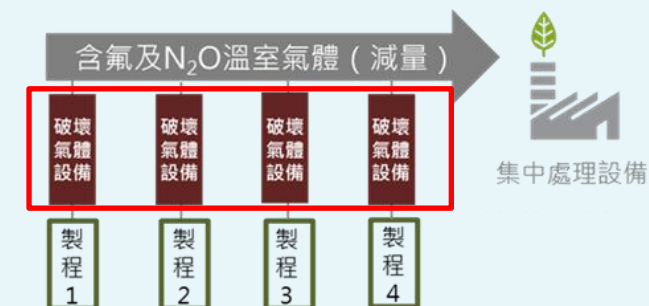 含氟及N₂O溫室氣體（減量）
破壞
氣體
設備
破壞
氣體
設備
破壞
氣體
設備
破壞
氣體
設備
集中處理設備
製
程
1
製
程
2
製
程
3
製
程
4